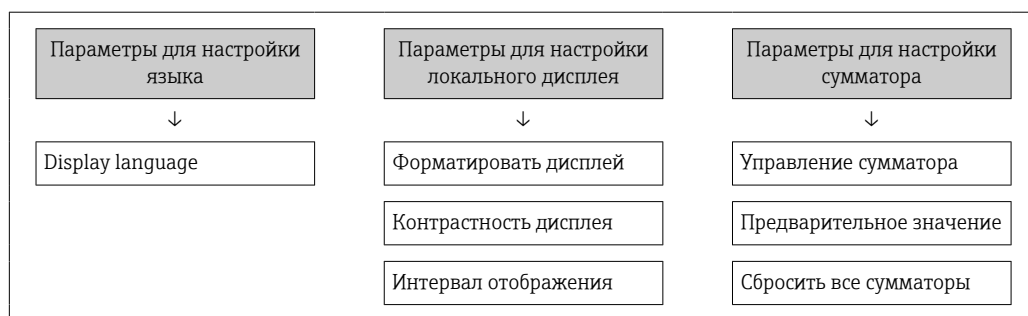 Параметры для настройки
языка
↓
Display language
Параметры для настройки
локального дисплея
↓
Форматировать дисплей
Контрастность дисплея
Интервал отображения
Параметры для настройки
сумматора
↓
Управление сумматора
Предварительное значение
Сбросить все сумматоры